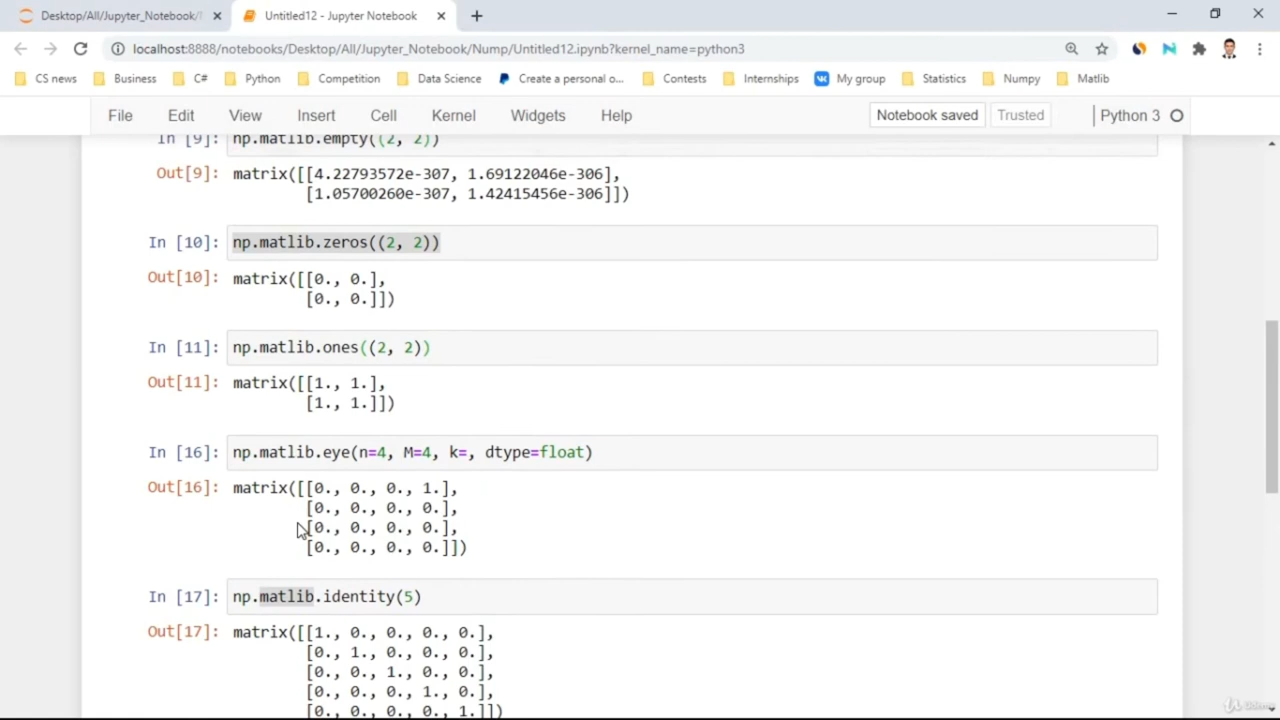 Desktop/All/Jupyter_Notebook/
Untitled12 - Jupyter Notebook
localhost:8888/notebooks/Desktop/All/Jupyter_Notebook/Nump/Untitled12.ipynb?kernel_name=python3
CS news Business C# Python Competition Data Science Create a personal o... Contests Internships My group Statistics Numpy Matlib
File Edit View Insert Cell Kernel Widgets Help Notebook saved Trusted Python 3
In [9]: np.matlib.empty((2, 2))
Out[9]: matrix([[4.22793572e-307, 1.69122046e-306],
[1.05700260e-307, 1.42415456e-306]])
In [10]: np.matlib.zeros((2, 2))
Out[10]: matrix([[0., 0.],
[0., 0.]])
In [11]: np.matlib.ones((2, 2))
Out[11]: matrix([[1., 1.],
[1., 1.]])
In [16]: np.matlib.eye(n=4, M=4, k=, dtype=float)
Out[16]: matrix([[0., 0., 0., 1.],
[0., 0., 0., 0.],
[0., 0., 0., 0.],
[0., 0., 0., 0.]])
In [17]: np.matlib.identity(5)
Out[17]: matrix([[1., 0., 0., 0., 0.],
[0., 1., 0., 0., 0.],
[0., 0., 1., 0., 0.],
[0., 0., 0., 1., 0.],
[0., 0., 0., 0., 1.]])